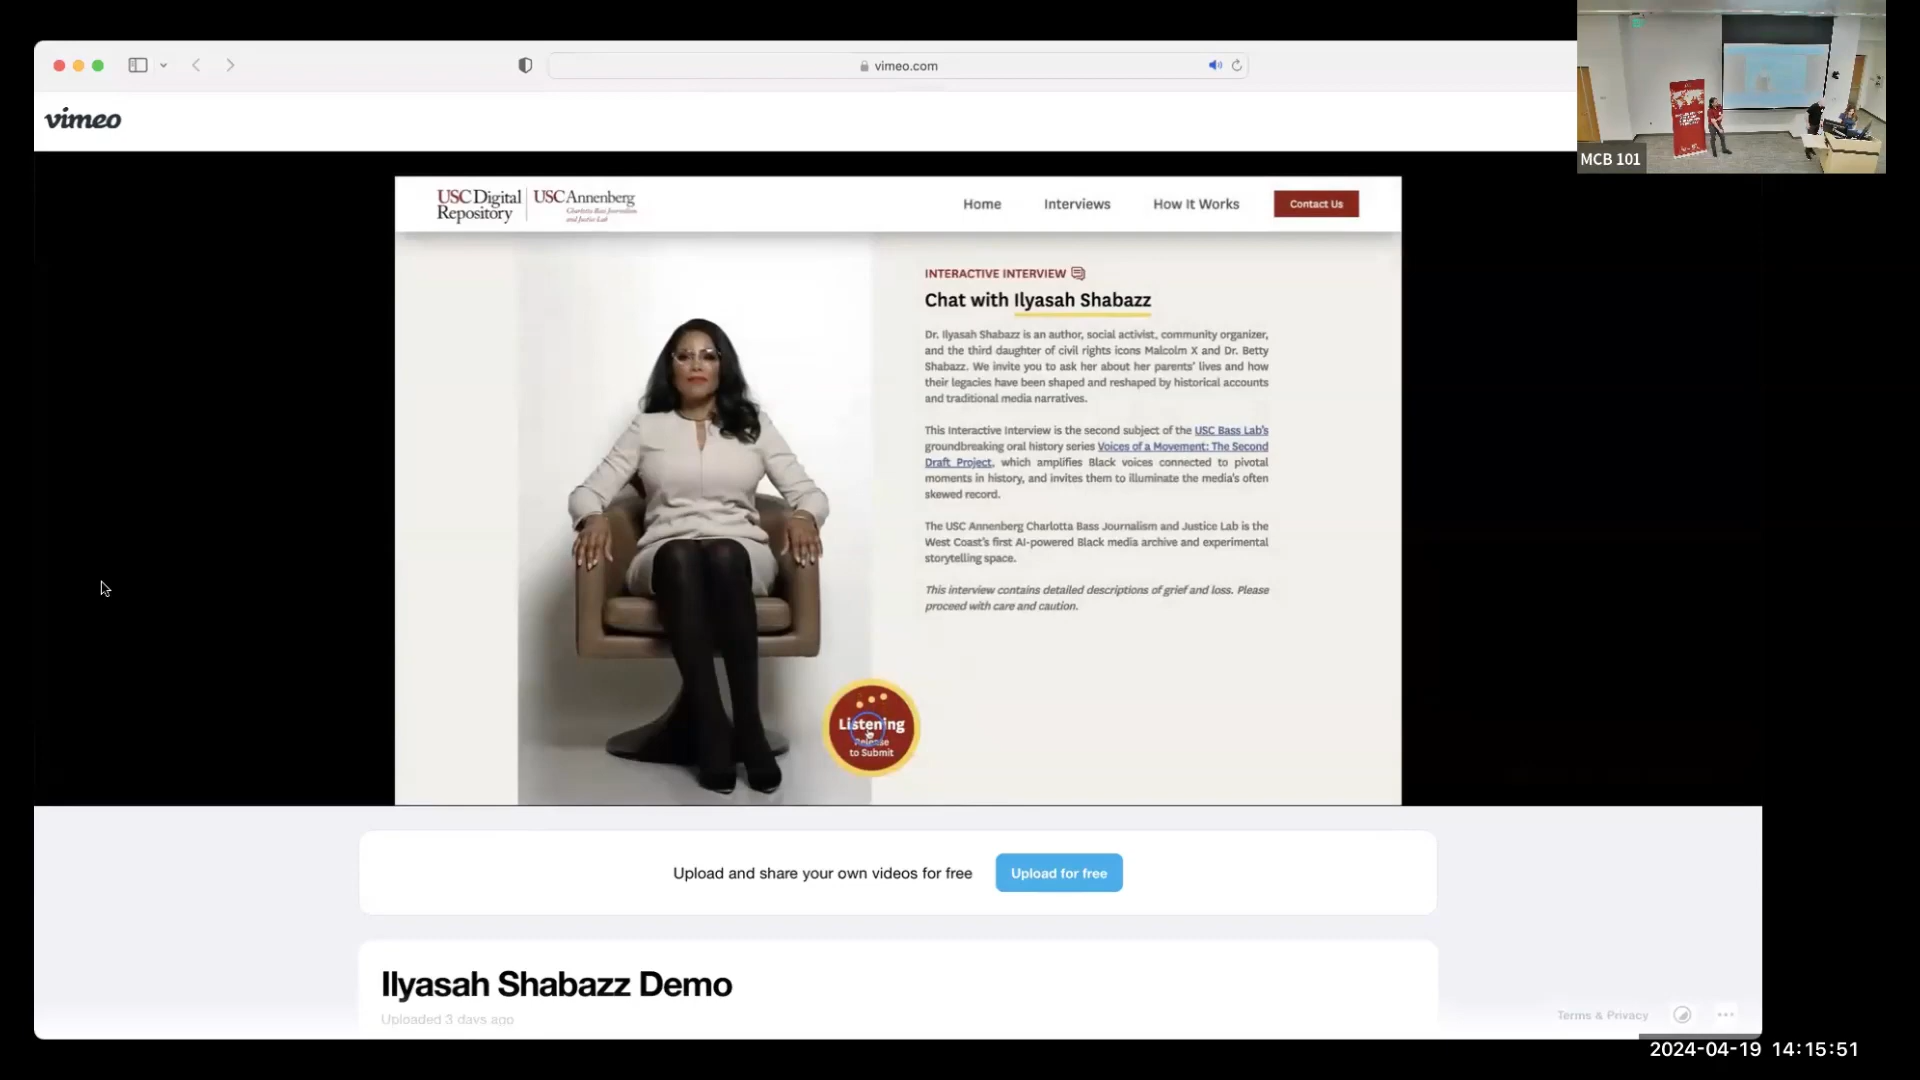 vimeo.com
vimeo
MCB 101
USC Digital Repository
USC Annenberg
Charlotta Bass Journalism
and Justice Lab
Home
Interviews
How It Works
Contact Us
INTERACTIVE INTERVIEW
Chat with Ilyasah Shabazz
Dr. Ilyasah Shabazz is an author, social activist, community organizer,
and the third daughter of civil rights icons Malcolm X and Dr. Betty
Shabazz. We invite you to ask her about her parents' lives and how
their legacies have been shaped and reshaped by historical accounts
and traditional media narratives.
This Interactive Interview is the second subject of the USC Bass Lab's
groundbreaking oral history series Voices of a Movement: The Second
Draft Project, which amplifies Black voices connected to pivotal
moments in history, and invites them to illuminate the media's often
skewed record.
The USC Annenberg Charlotta Bass Journalism and Justice Lab is the
West Coast's first AI-powered Black media archive and experimental
storytelling space.
This interview contains detailed descriptions of grief and loss. Please
proceed with care and caution.
Listening
Release
to Submit
Upload and share your own videos for free
Upload for free
Ilyasah Shabazz Demo
Uploaded 3 days ago
Terms & Privacy
2024-04-19 14:15:51